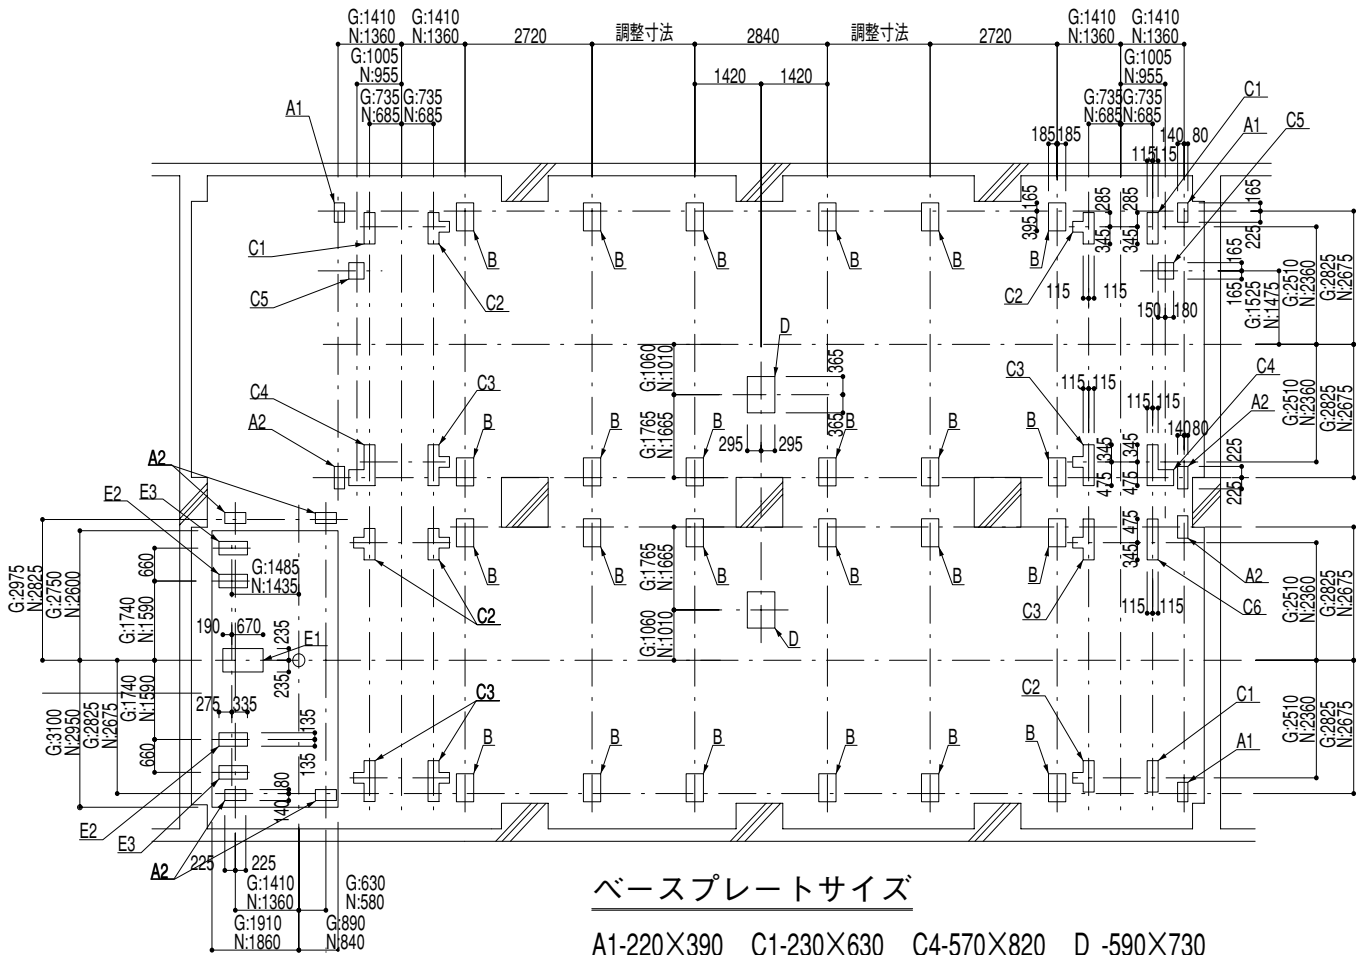 G:1410
N:1360
G:1410
N:1360
2720
調整寸法
2840
調整寸法
2720
G:1410
N:1360
G:1410
N:1360
G:1005
N:955
G:1005
N:955
1420
1420
G:735
N:685
G:735
N:685
G:735
N:685
G:735
N:685
A1
C1
A1
C5
185
185
140
80
115
115
165
395
285
345
285
345
165
225
165
165
C1
C5
C2
B
B
B
B
B
B
C2
115
115
150
180
G:1525
N:1475
G:2510
N:2360
G:2825
N:2675
D
G:1060
N:1010
365
365
G:1765
N:1665
295
295
C4
A2
C3
B
B
B
B
B
B
C3
115
115
115
115
C4
A2
140
80
345
475
345
475
225
225
G:2510
N:2360
G:2825
N:2675
A2
E3
E2
G:2975
N:2825
G:2750
N:2600
660
G:1740
N:1590
G:1485
N:1435
190
670
235
235
E1
C2
B
B
B
B
B
B
G:1765
N:1665
G:1060
N:1010
D
C3
475
345
115
115
A2
C6
G:2510
N:2360
G:2825
N:2675
G:3100
N:2950
G:2825
N:2675
G:1740
N:1590
660
275
335
135
135
80
140
C3
B
B
B
B
B
B
C2
C1
A1
G:2510
N:2360
G:2825
N:2675
E2
E3
A2
225
225
G:1410
N:1360
G:630
N:580
G:1910
N:1860
G:890
N:840
ベースプレートサイズ
A1-220×390 C1-230×630 C4-570×820 D -590×730